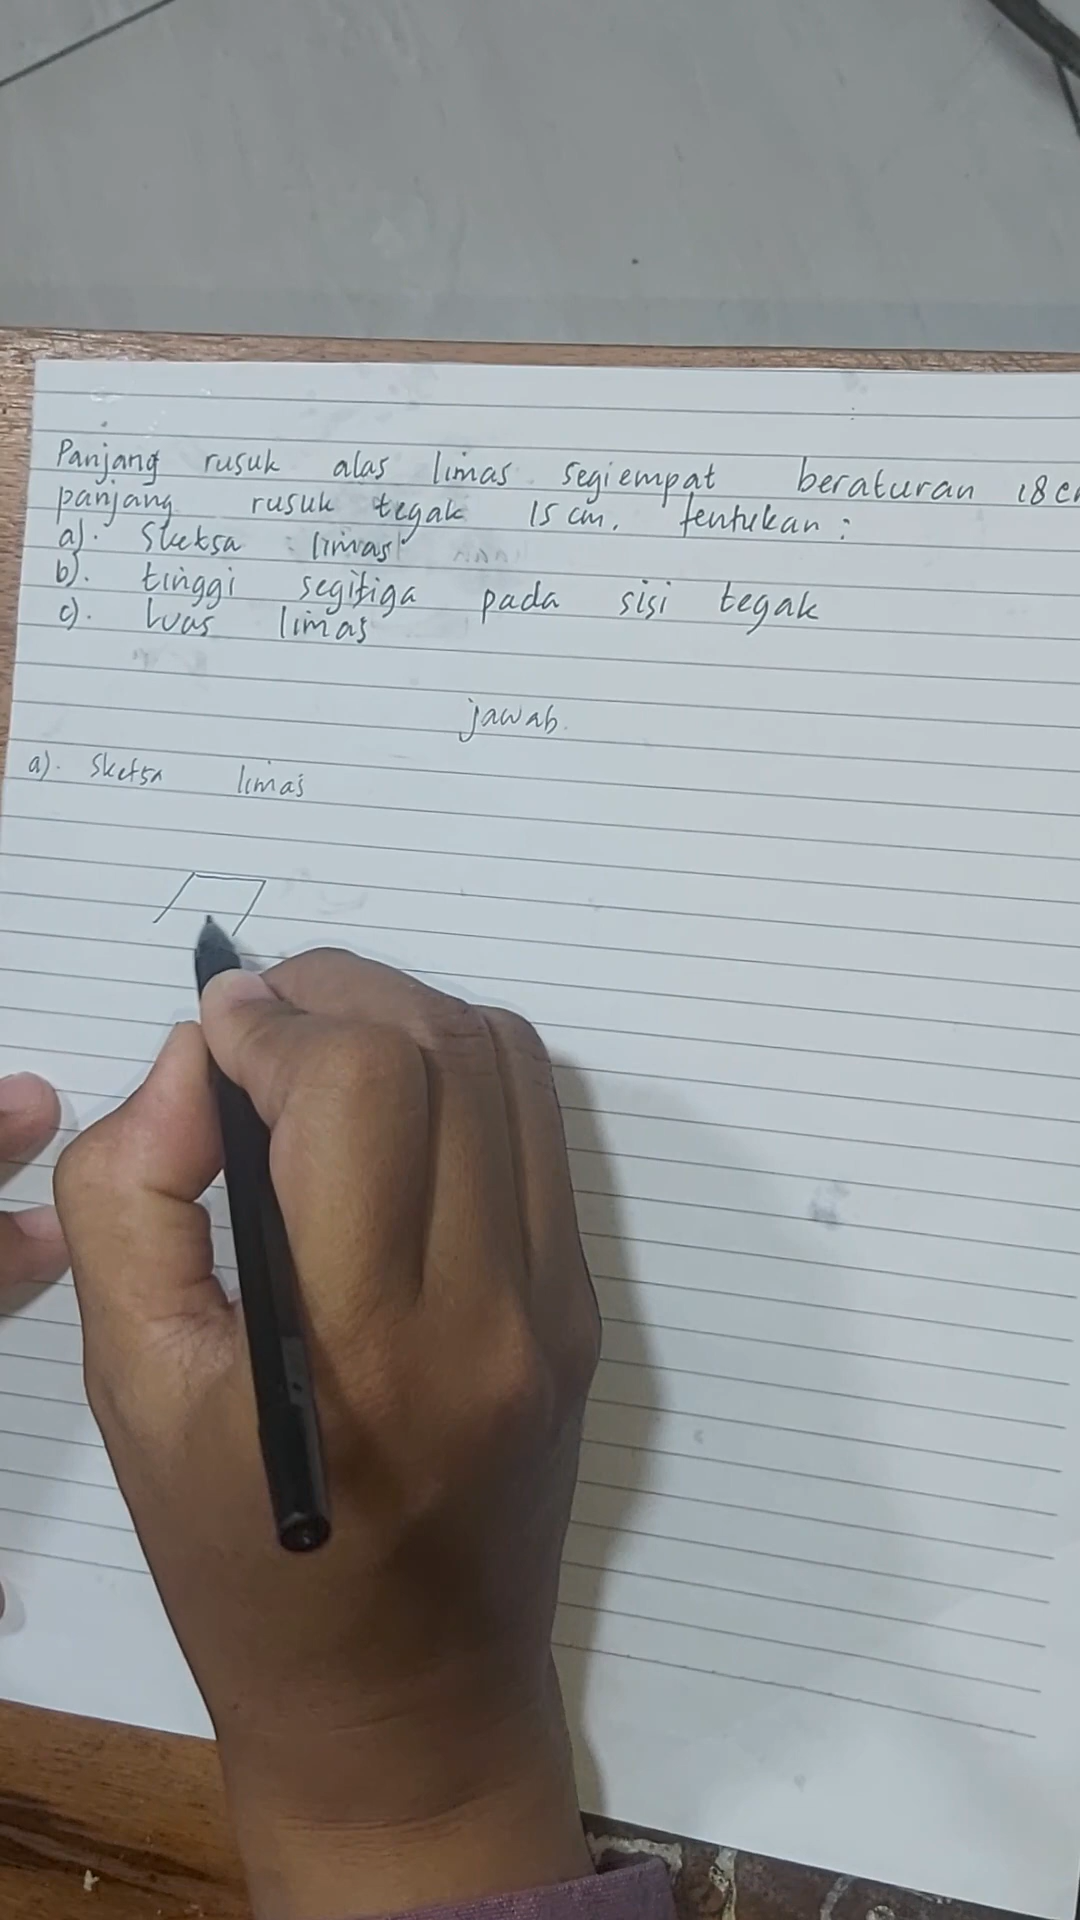 Panjang rusuk alas limas segiempat beraturan 18 cm
panjang rusuk tegak 15 cm. tentukan :
a). Sketsa limas
b). tinggi segitiga pada sisi tegak
c). Luas limas
jawab.
a). Sketsa limas